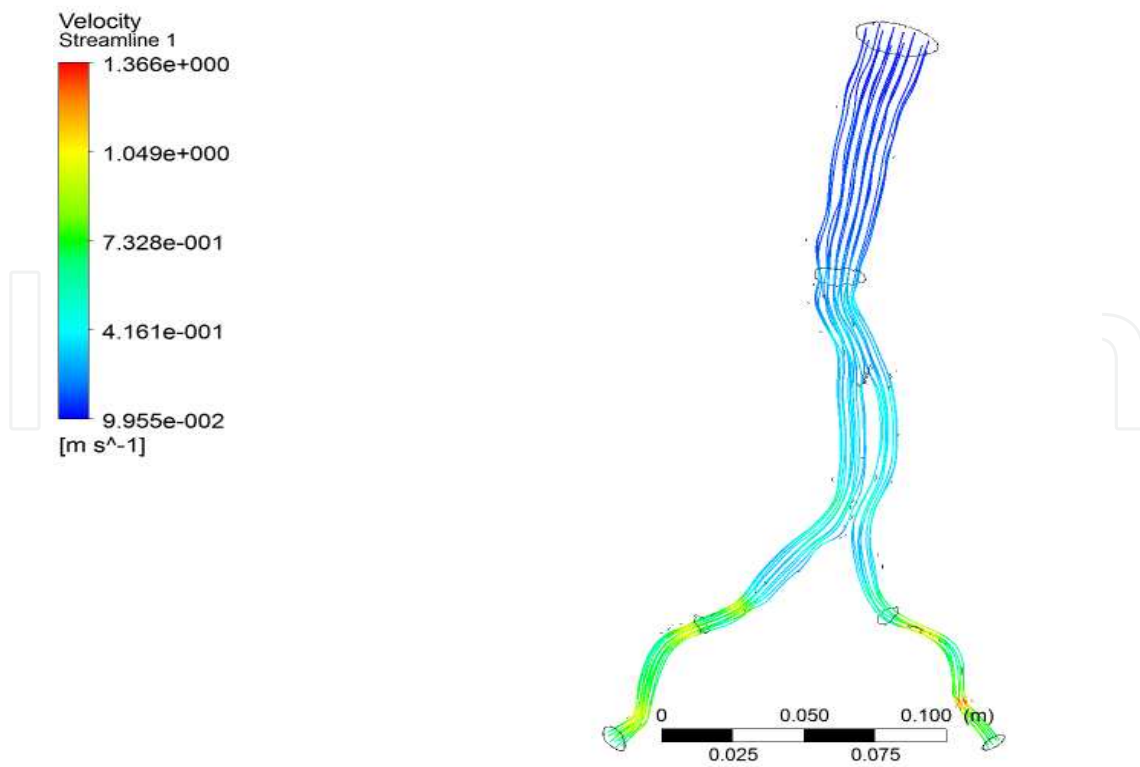 Velocity
Streamline 1
1.366e+000
1.049e+000
7.328e-001
4.161e-001
9.955e-002
[m s^-1]
0 0.050 0.100 (m)
0.025 0.075